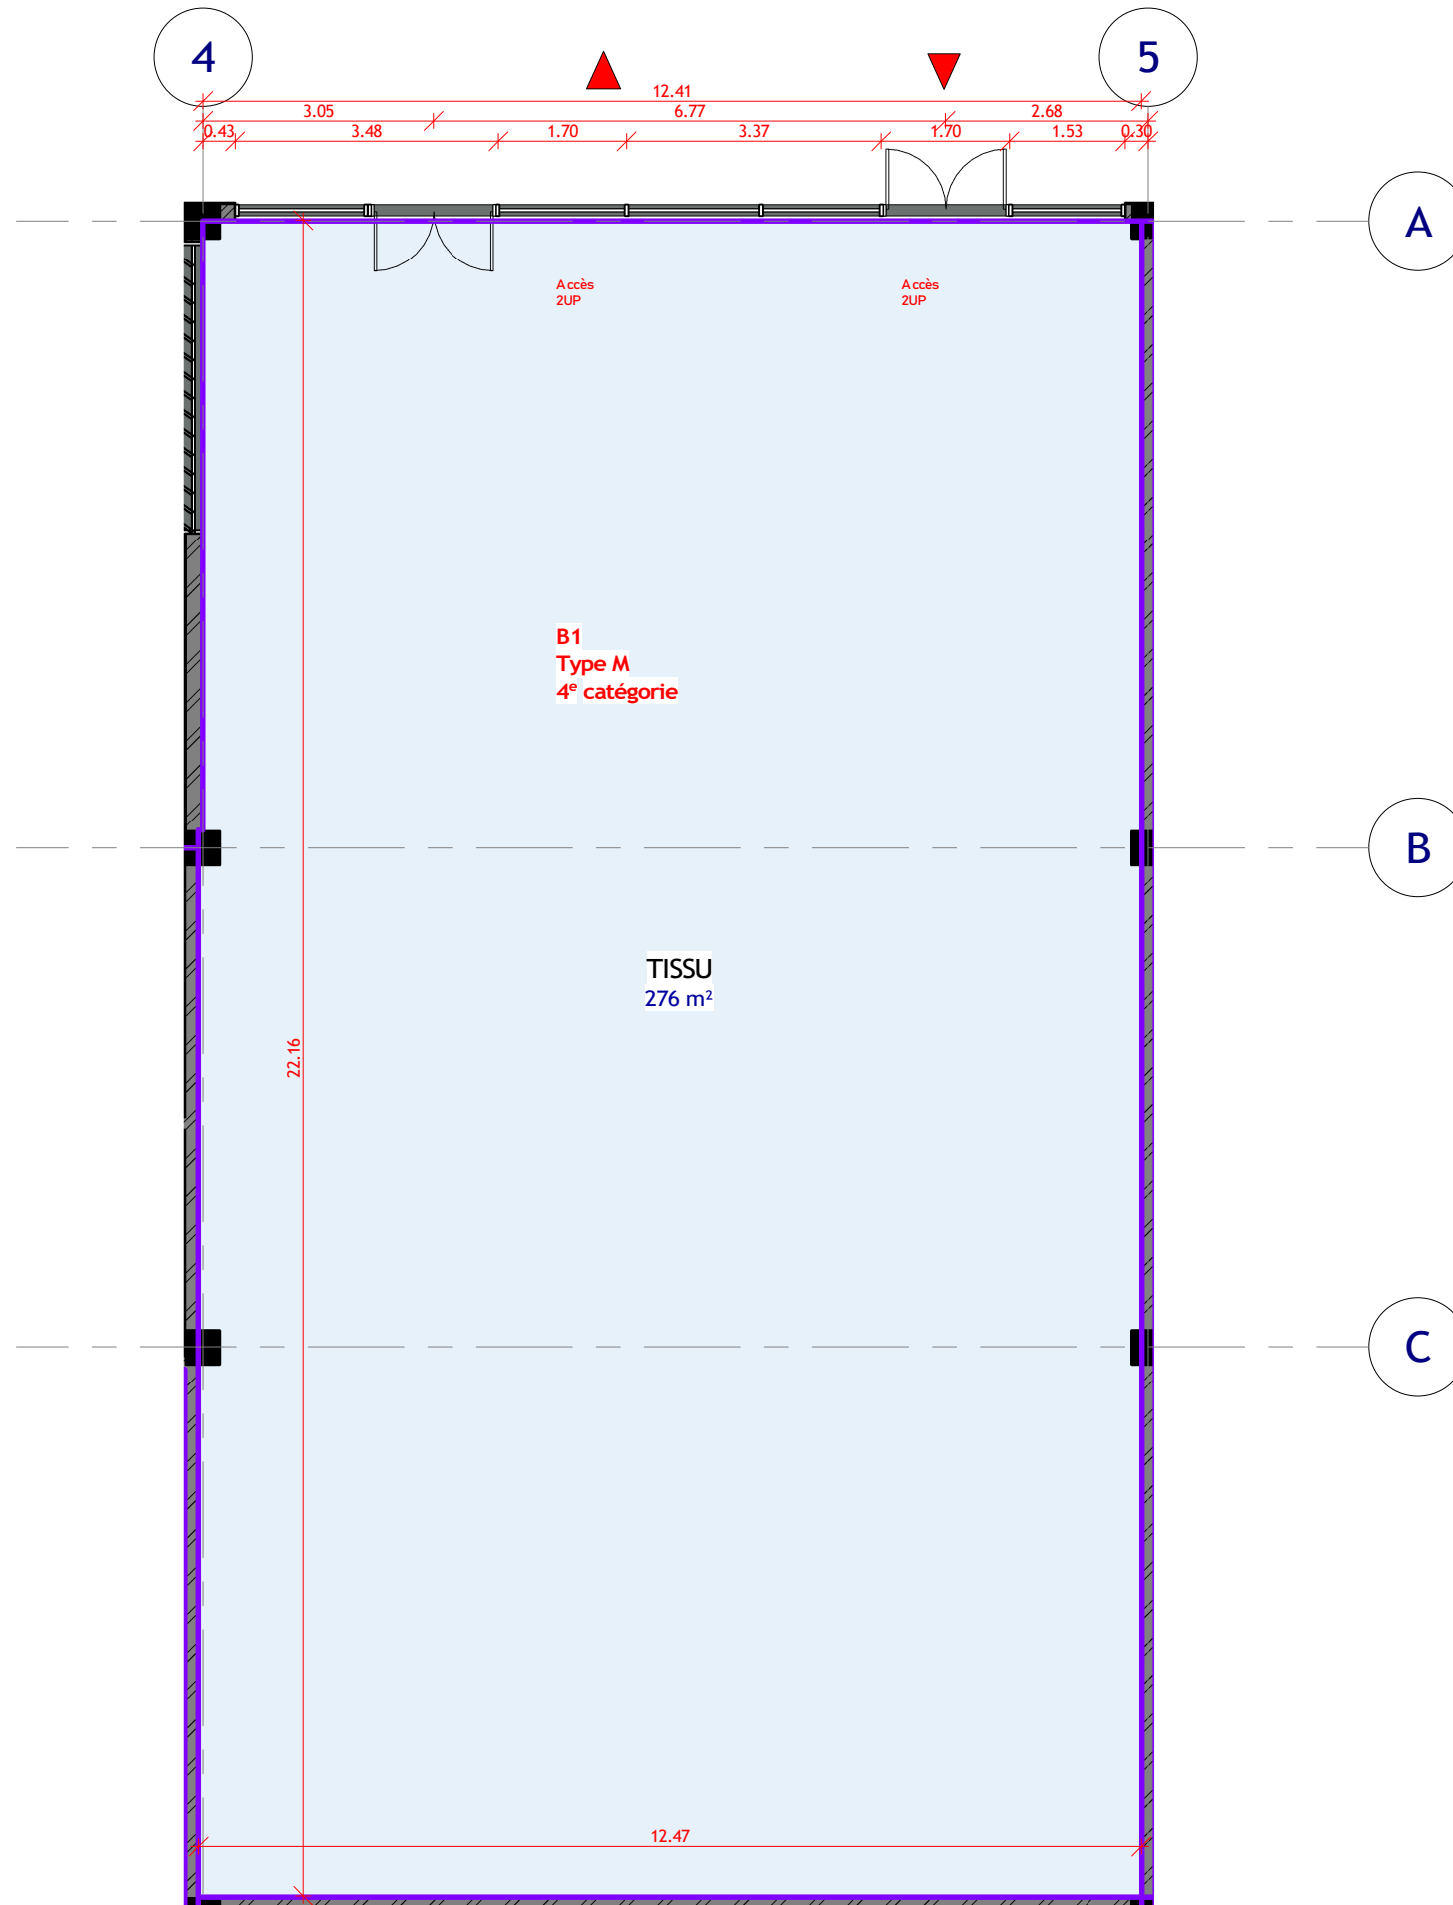 4
5
12.41
3.05
6.77
2.68
0.43
3.48
1.70
3.37
1.70
1.53
0.30
A
Accès
2UP
Accès
2UP
B1
Type M
4e catégorie
B
TISSU
276 m²
22.16
C
12.47